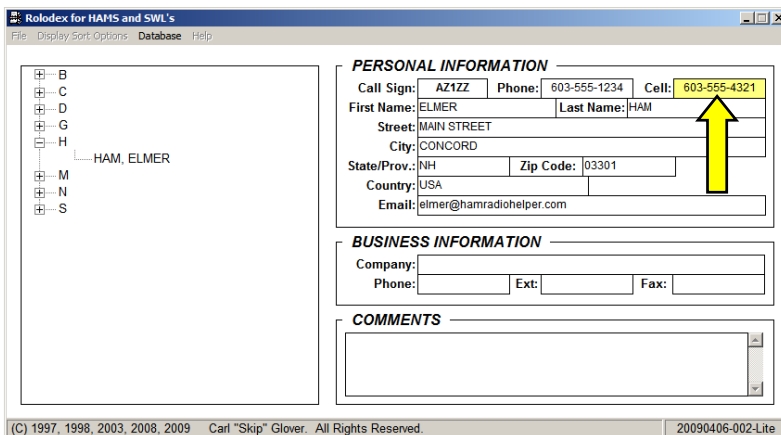 Rolodex for HAMS and SWL's
File Display Sort Options Database Help
B
C
D
G
H
HAM, ELMER
M
N
S
PERSONAL INFORMATION
Call Sign: AZ1ZZ Phone: 603-555-1234 Cell: 603-555-4321
First Name: ELMER Last Name: HAM
Street: MAIN STREET
City: CONCORD
State/Prov.: NH Zip Code: 03301
Country: USA
Email: elmer@hamradiohelper.com
BUSINESS INFORMATION
Company:
Phone: Ext: Fax:
COMMENTS
(C) 1997, 1998, 2003, 2008, 2009 Carl "Skip" Glover. All Rights Reserved. 20090406-002-Lite